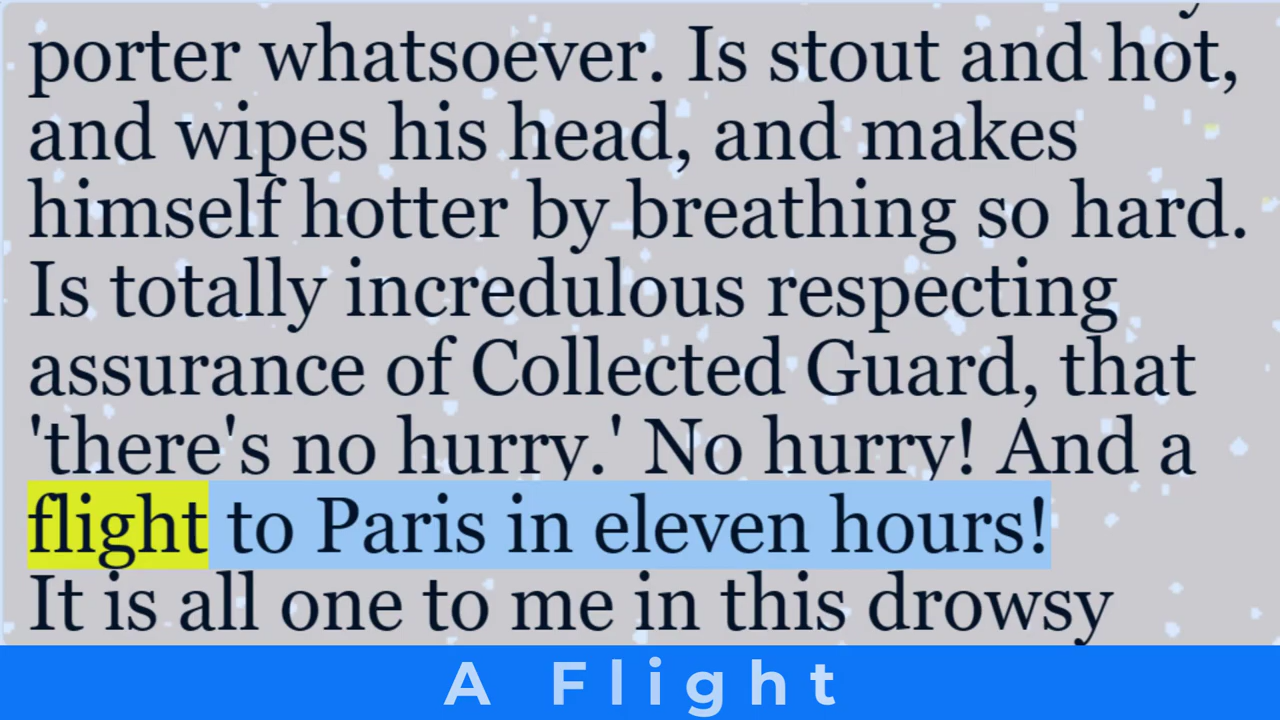 porter whatsoever. Is stout and hot,
and wipes his head, and makes
himself hotter by breathing so hard.
Is totally incredulous respecting
assurance of Collected Guard, that
'there's no hurry.' No hurry! And a
flight to Paris in eleven hours!
It is all one to me in this drowsy
A Flight